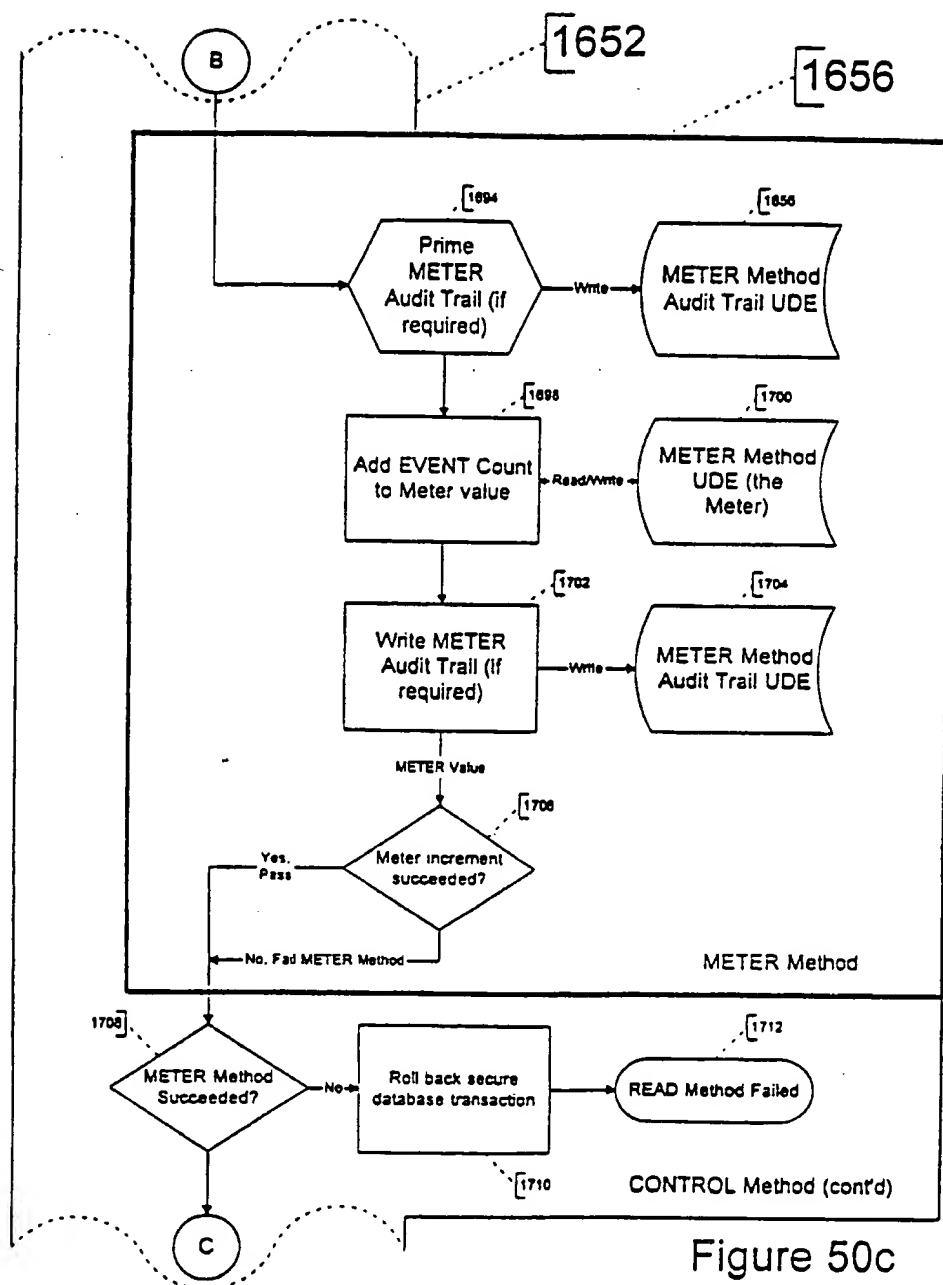 B
1652
1656
1694
Prime
METER
Audit Trail (if
required)
Write
1656
METER Method
Audit Trail UDE
1698
Add EVENT Count
to Meter value
Read/Write
1700
METER Method
UDE (the
Meter)
1702
Write METER
Audit Trail (if
required)
Write
1704
METER Method
Audit Trail UDE
METER Value
1706
Meter increment
succeeded?
Yes,
Pass
No, Fail METER Method
METER Method
1708
METER Method
Succeeded?
No
Roll back secure
database transaction
1710
1712
READ Method Failed
CONTROL Method (cont'd)
C
Figure 50c